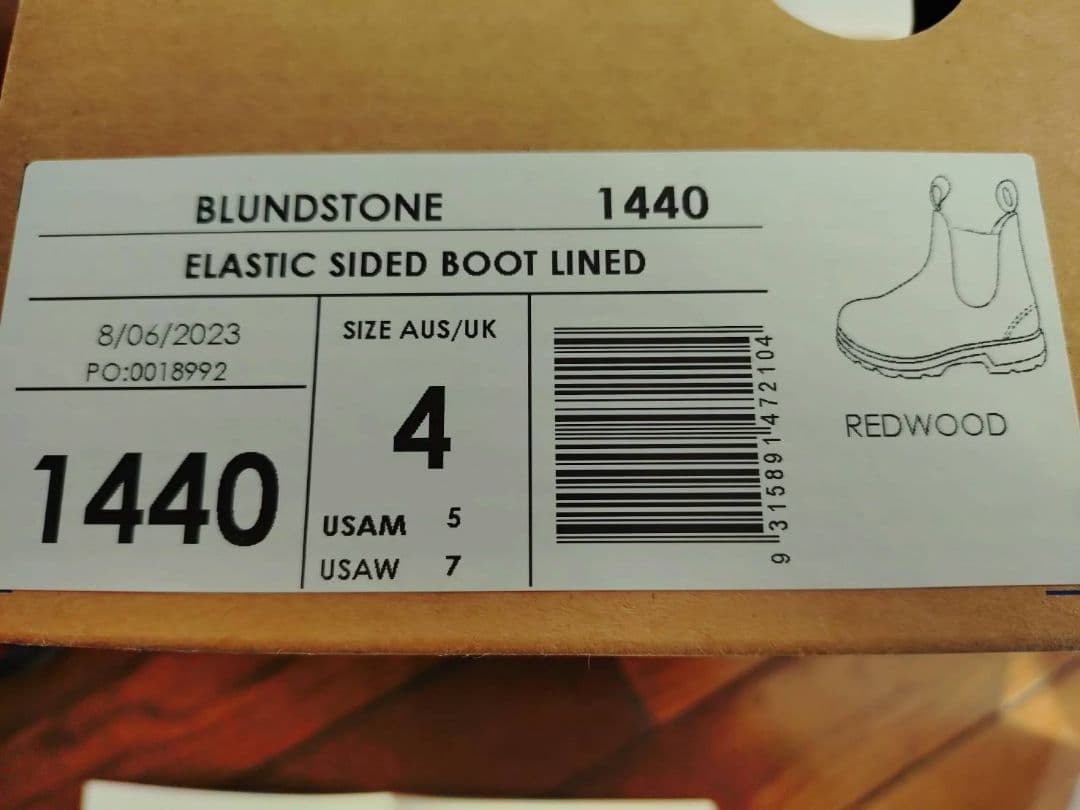 BLUNDSTONE 1440
ELASTIC SIDED BOOT LINED
8/06/2023
PO:0018992
1440
SIZE AUS/UK
4
USAM 5
USAW 7
9 315891 472104
REDWOOD